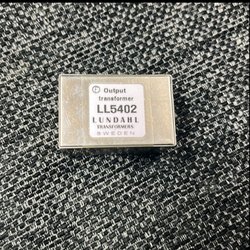 Output
transformer
LL5402
LUNDAHL
TRANSFORMERS
SWEDEN